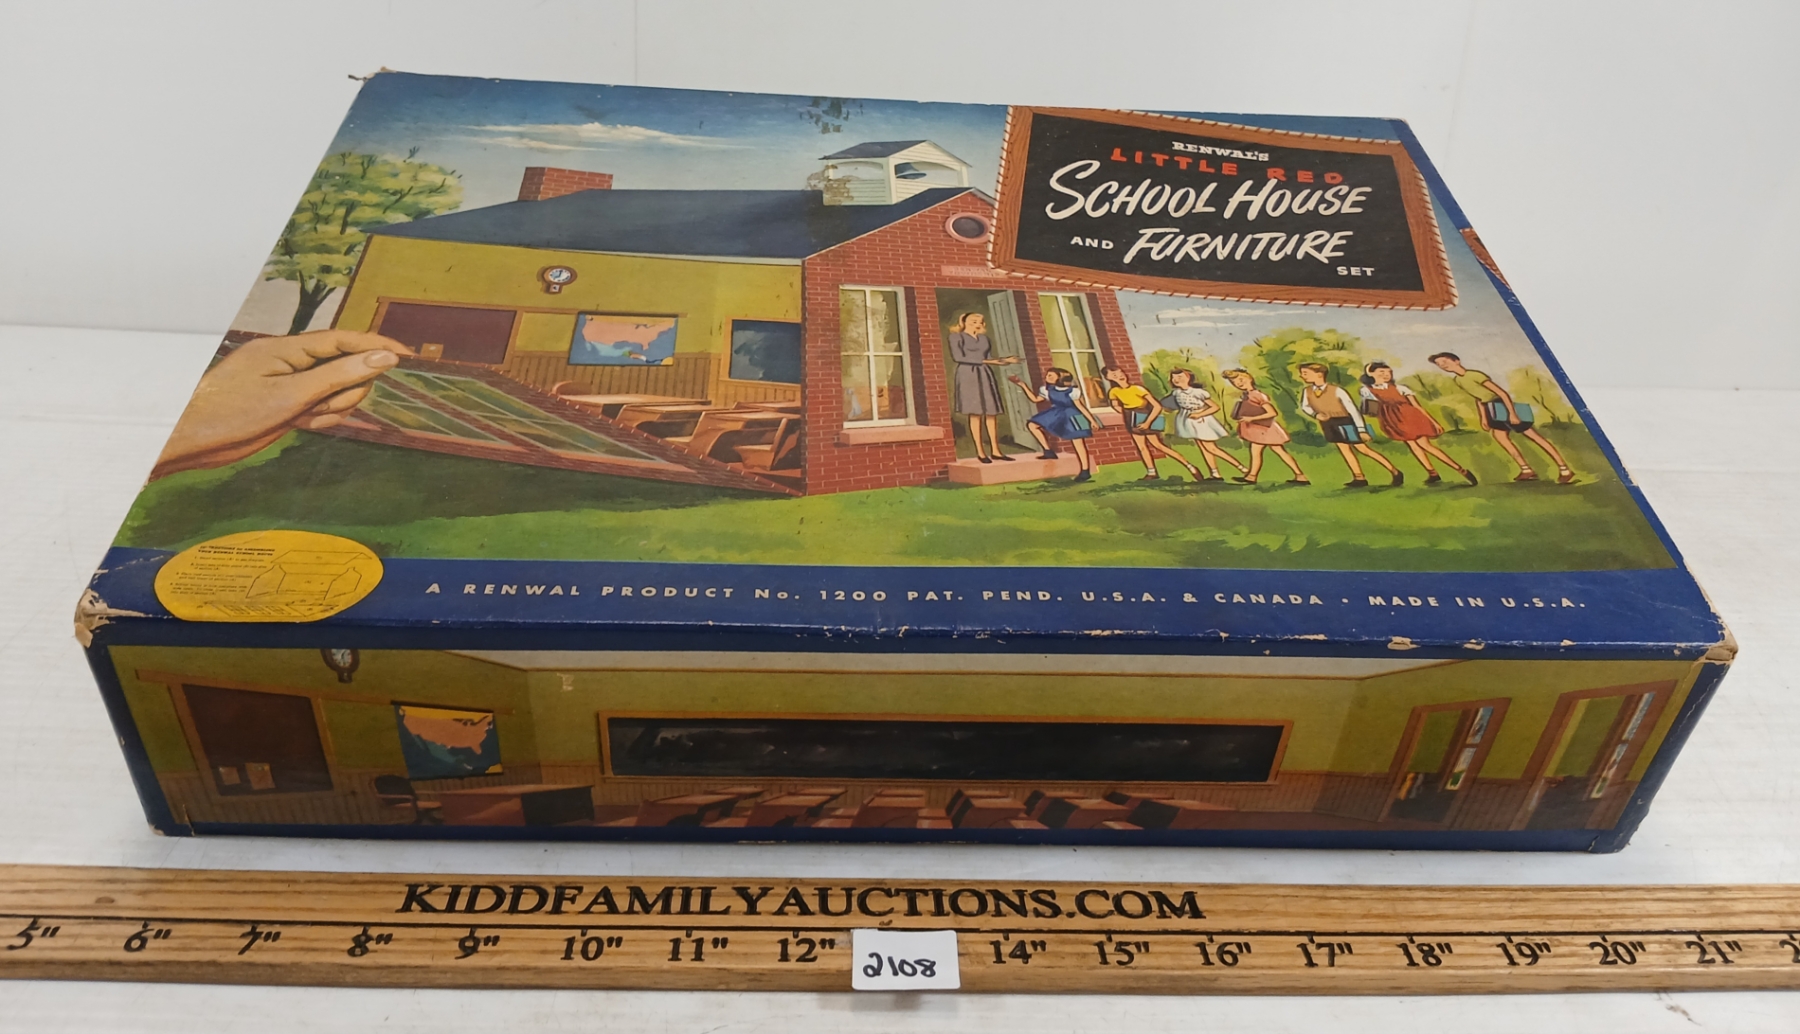 RENWAL'S
LITTLE RED
SCHOOL HOUSE
AND FURNITURE
SET
A RENWAL PRODUCT No. 1200 PAT. PEND. U.S.A. & CANADA · MADE IN U.S.A.
KIDDFAMILYAUCTIONS.COM
5" 6" 7" 8" 9" 10" 11" 12" 14" 15" 16" 17" 18" 19" 20" 21"
2108